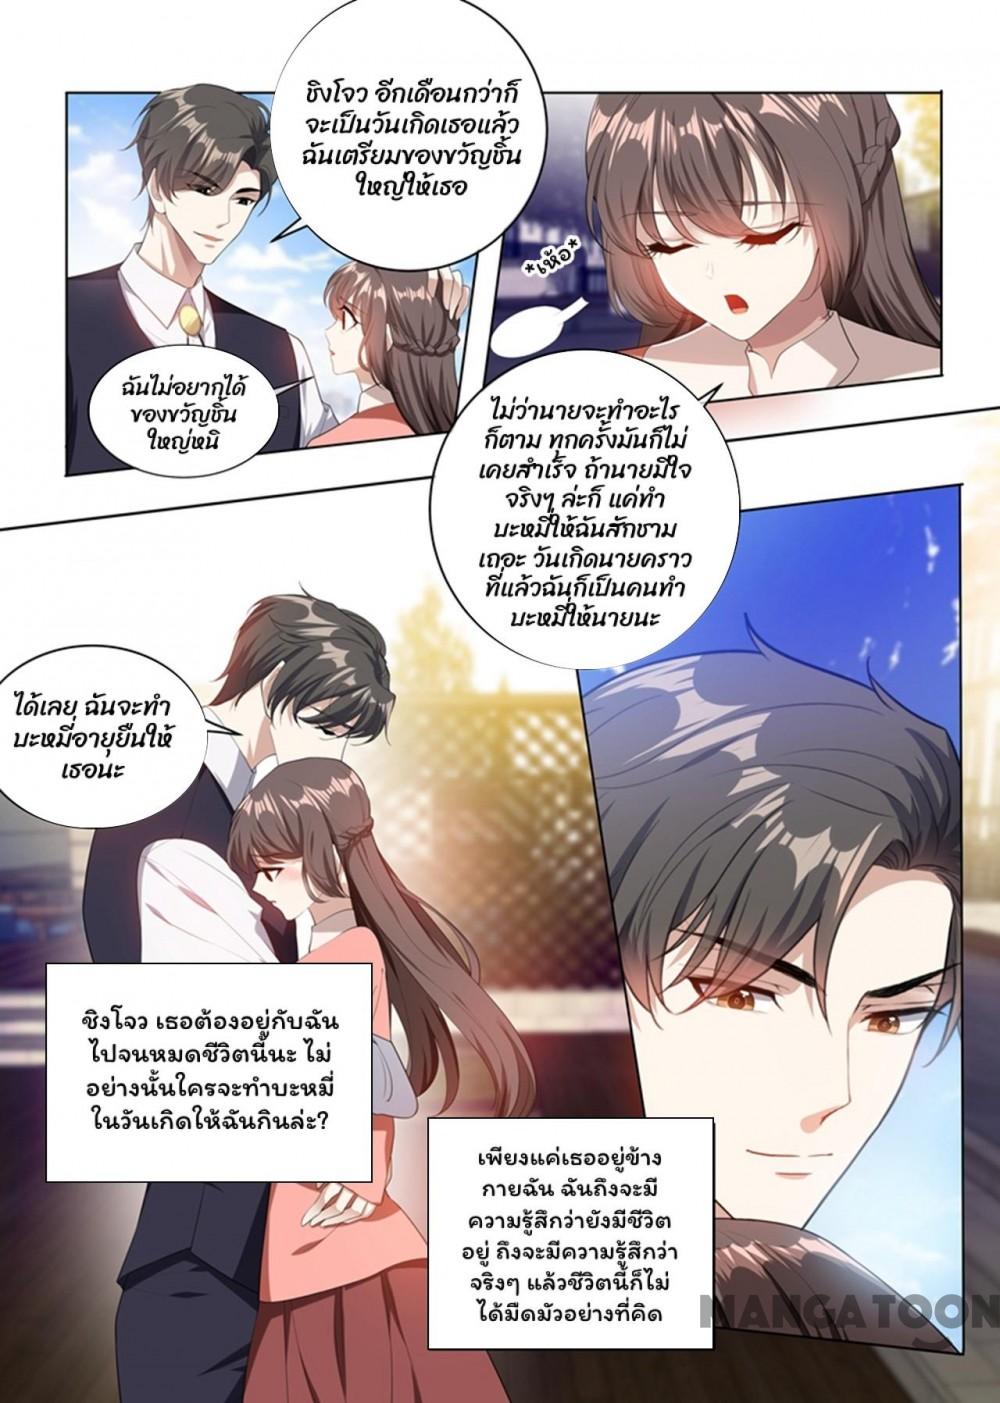 ชิงโจว อีกเดือนกว่าก็
จะเป็นวันเกิดเธอแล้ว
ฉันเตรียมของขวัญชิ้น
ใหญ่ให้เธอ
*เห้อ*
ฉันไม่อยากได้
ของขวัญชิ้น
ใหญ่หนิ
ไม่ว่านายจะทำอะไร
ก็ตาม ทุกครั้งมันก็ไม่
เคยสำเร็จ ถ้านายมีใจ
จริงๆ ล่ะก็ แค่ทำ
บะหมี่ให้ฉันสักชาม
เถอะ วันเกิดนายคราว
ที่แล้วฉันก็เป็นคนทำ
บะหมี่ให้นายนะ
ได้เลย ฉันจะทำ
บะหมี่อายุยืนให้
เธอนะ
ชิงโจว เธอต้องอยู่กับฉัน
ไปจนหมดชีวิตนี้นะ ไม่
อย่างนั้นใครจะทำบะหมี่
ในวันเกิดให้ฉันกินล่ะ?
เพียงแค่เธออยู่ข้าง
กายฉัน ฉันถึงจะมี
ความรู้สึกว่ายังมีชีวิต
อยู่ ถึงจะมีความรู้สึกว่า
จริงๆ แล้วชีวิตนี้ก็ไม่
ได้มืดมัวอย่างที่คิด
MANGATOON